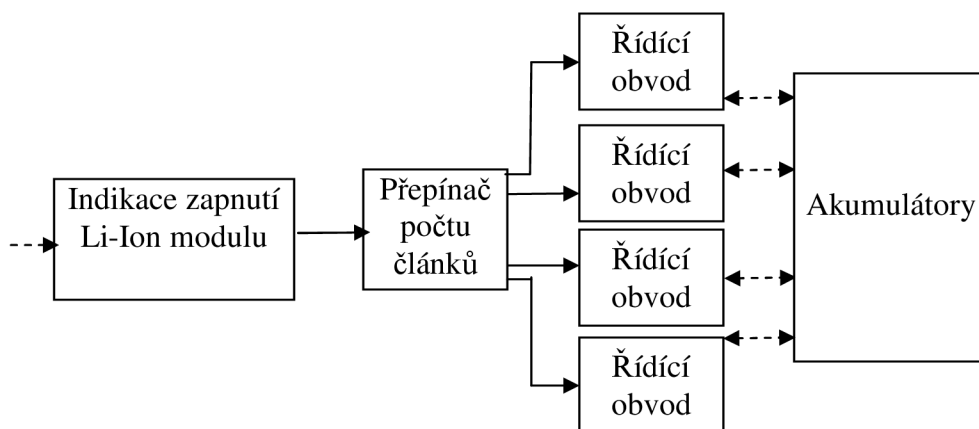 Indikace zapnutí
Li-Ion modulu
Přepínač
počtu
článků
Řídící
obvod
Řídící
obvod
Řídící
obvod
Řídící
obvod
Akumulátory